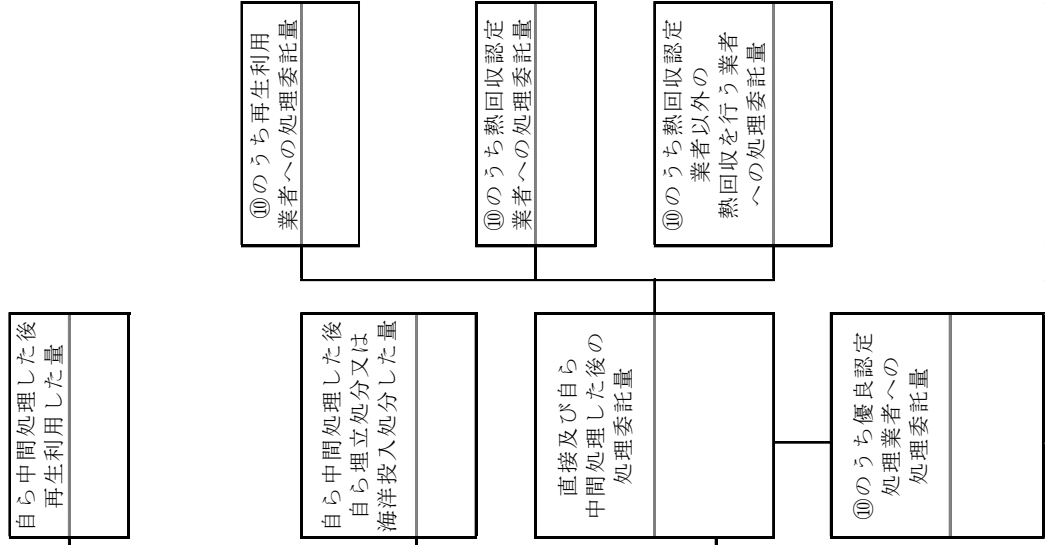 自ら中間処理した後
再生利用した量
自ら中間処理した後
自ら埋立処分又は
海洋投入処分した量
直接及び自ら
中間処理した後の
処理委託量
⑩のうち優良認定
処理業者への
処理委託量
⑩のうち再生利用
業者への処理委託量
⑩のうち熱回収認定
業者への処理委託量
⑩のうち熱回収認定
業者以外の
熱回収を行う業者
への処理委託量